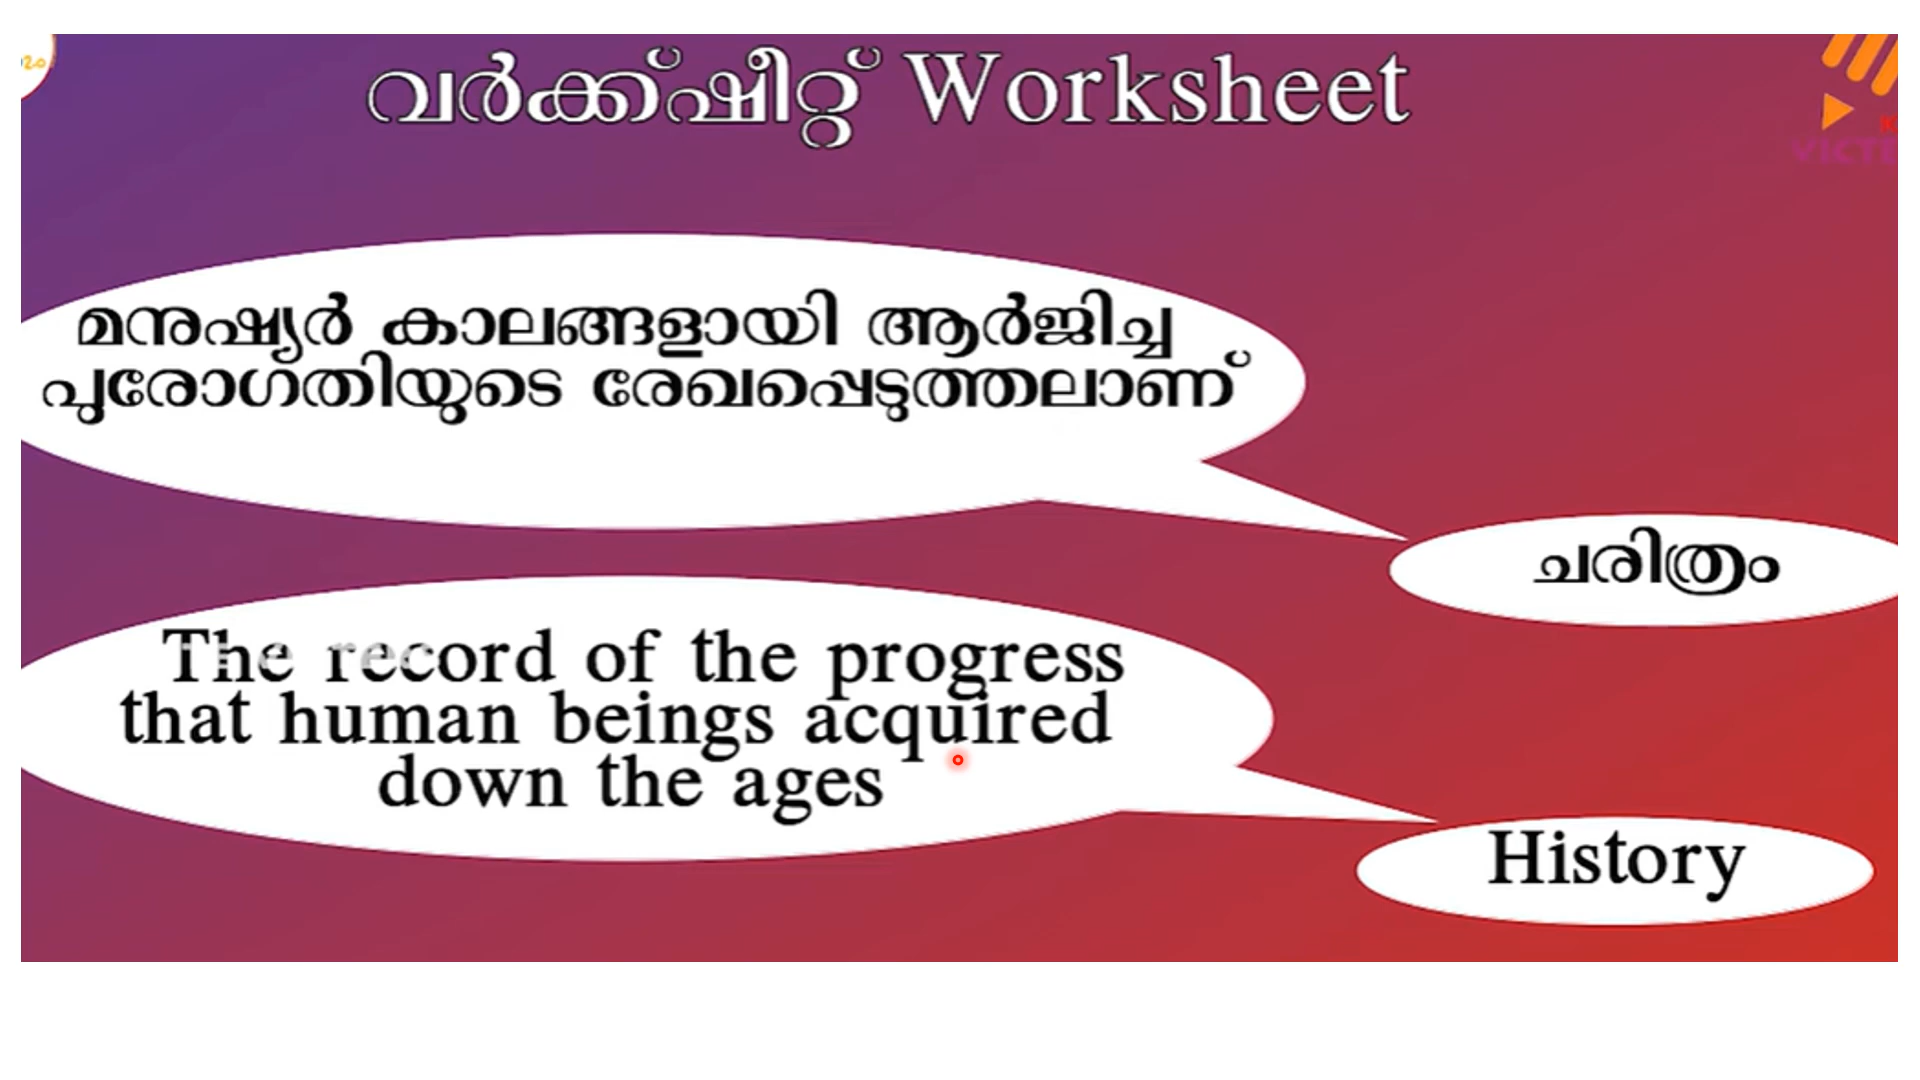 വർക്ക്ഷീറ്റ് Worksheet
മനുഷ്യർ കാലങ്ങളായി ആർജിച്ച
പുരോഗതിയുടെ രേഖപ്പെടുത്തലാണ്
ചരിത്രം
The record of the progress
that human beings acquired
down the ages
History